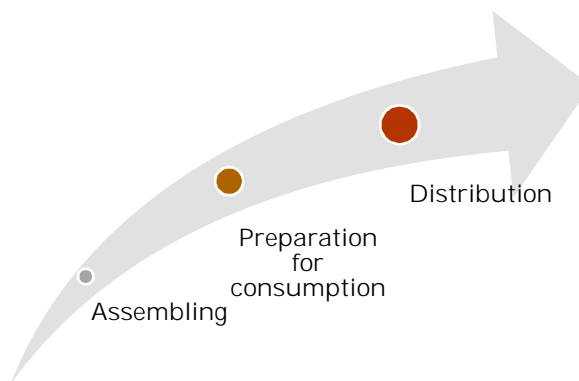 Distribution
Preparation
for
consumption
Assembling